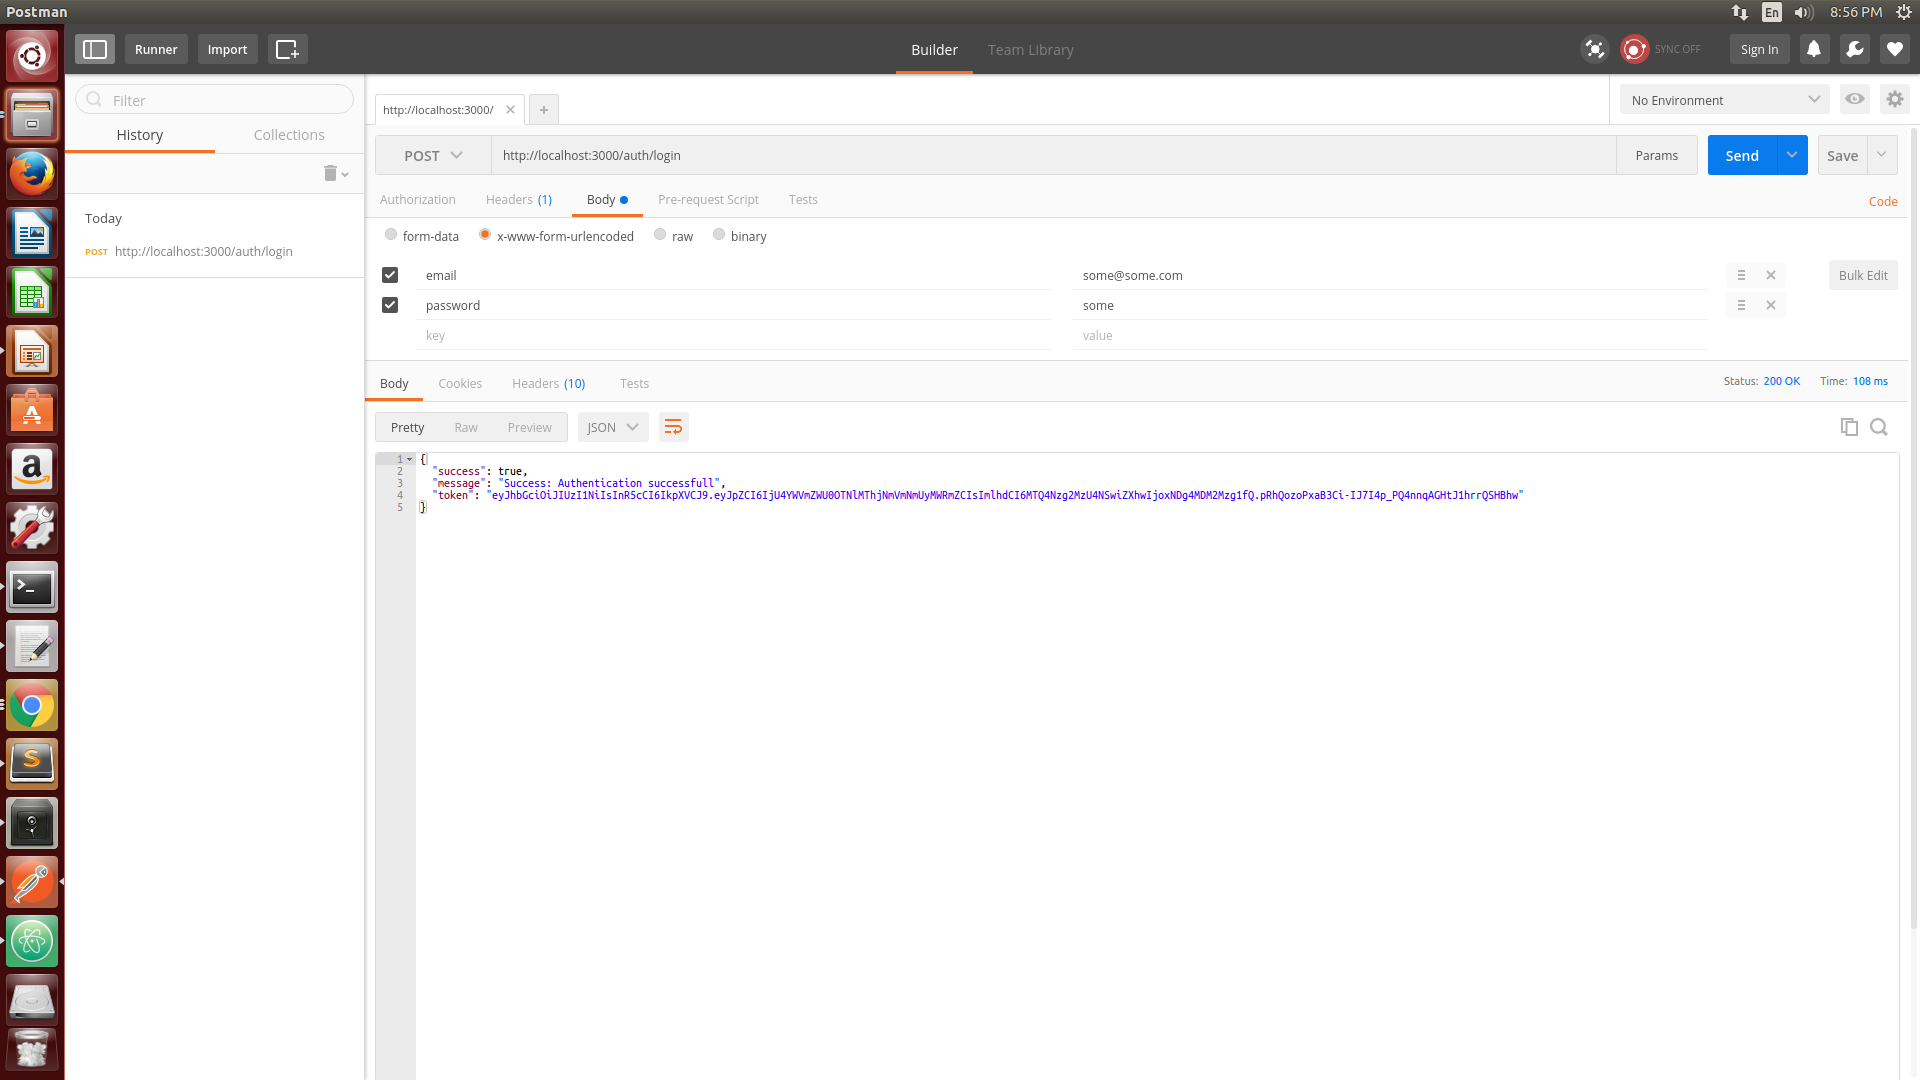 Postman
En
8:56 PM
Runner
Import
Builder
Team Library
SYNC OFF
Sign In
Filter
History
Collections
Today
POST http://localhost:3000/auth/login
http://localhost:3000/
No Environment
POST
http://localhost:3000/auth/login
Params
Send
Save
Authorization
Headers (1)
Body
Pre-request Script
Tests
Code
form-data
x-www-form-urlencoded
raw
binary
email
some@some.com
Bulk Edit
password
some
key
value
Body
Cookies
Headers (10)
Tests
Status: 200 OK
Time: 108 ms
Pretty
Raw
Preview
JSON
1 {
2 "success": true,
3 "message": "Success: Authentication successfull",
4 "token": "eyJhbGciOiJIUzI1NiIsInR5cCI6IkpXVCJ9.eyJpZCI6IjU4YWVmZWU0OTNlMThjNmVmNmUyMWRmZCIsImlhdCI6MTQ4Nzg2MzU4NSwiZXhwIjoxNDg4MDM2Mzg1fQ.pRhQozoPxaB3Ci-IJ7I4p_PQ4nnqAGHtJ1hrrQSHBhw"
5 }